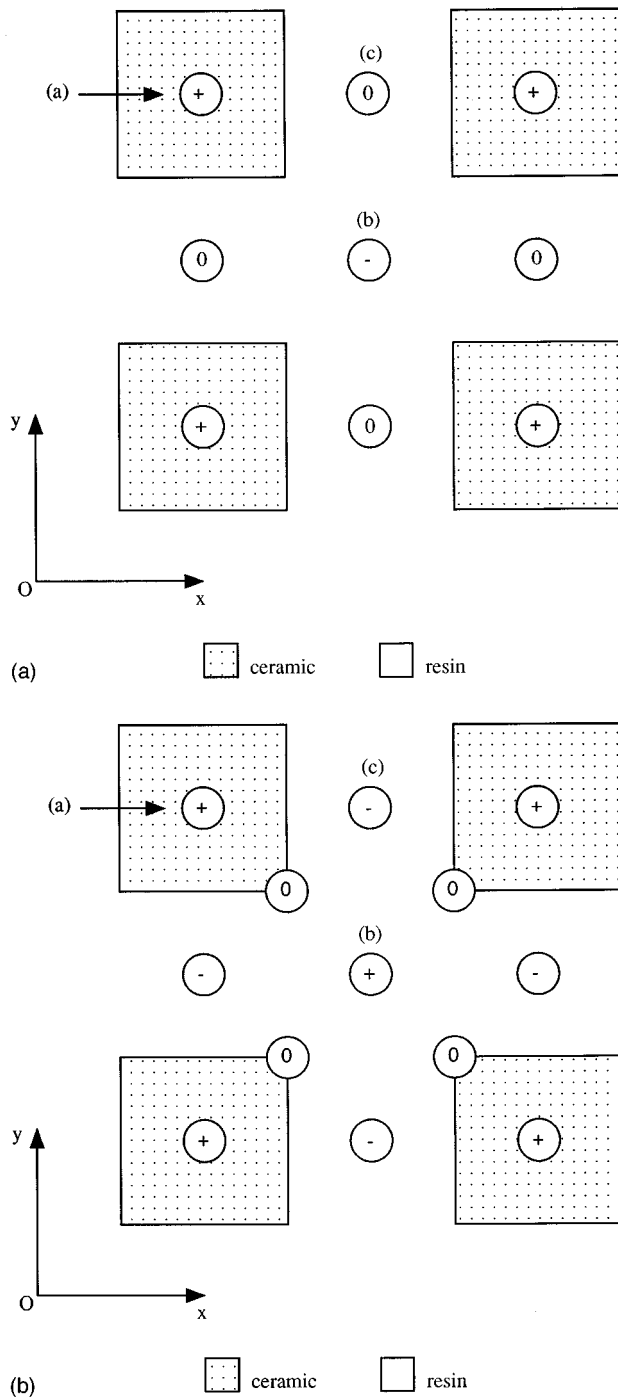 (c)
(a) + 0 +
(b)
0 - 0
+ 0 +
y
O x
ceramic resin
(a)
(c)
(a) + - +
0 0
(b)
- + -
0 0
+ - +
y
O x
ceramic resin
(b)